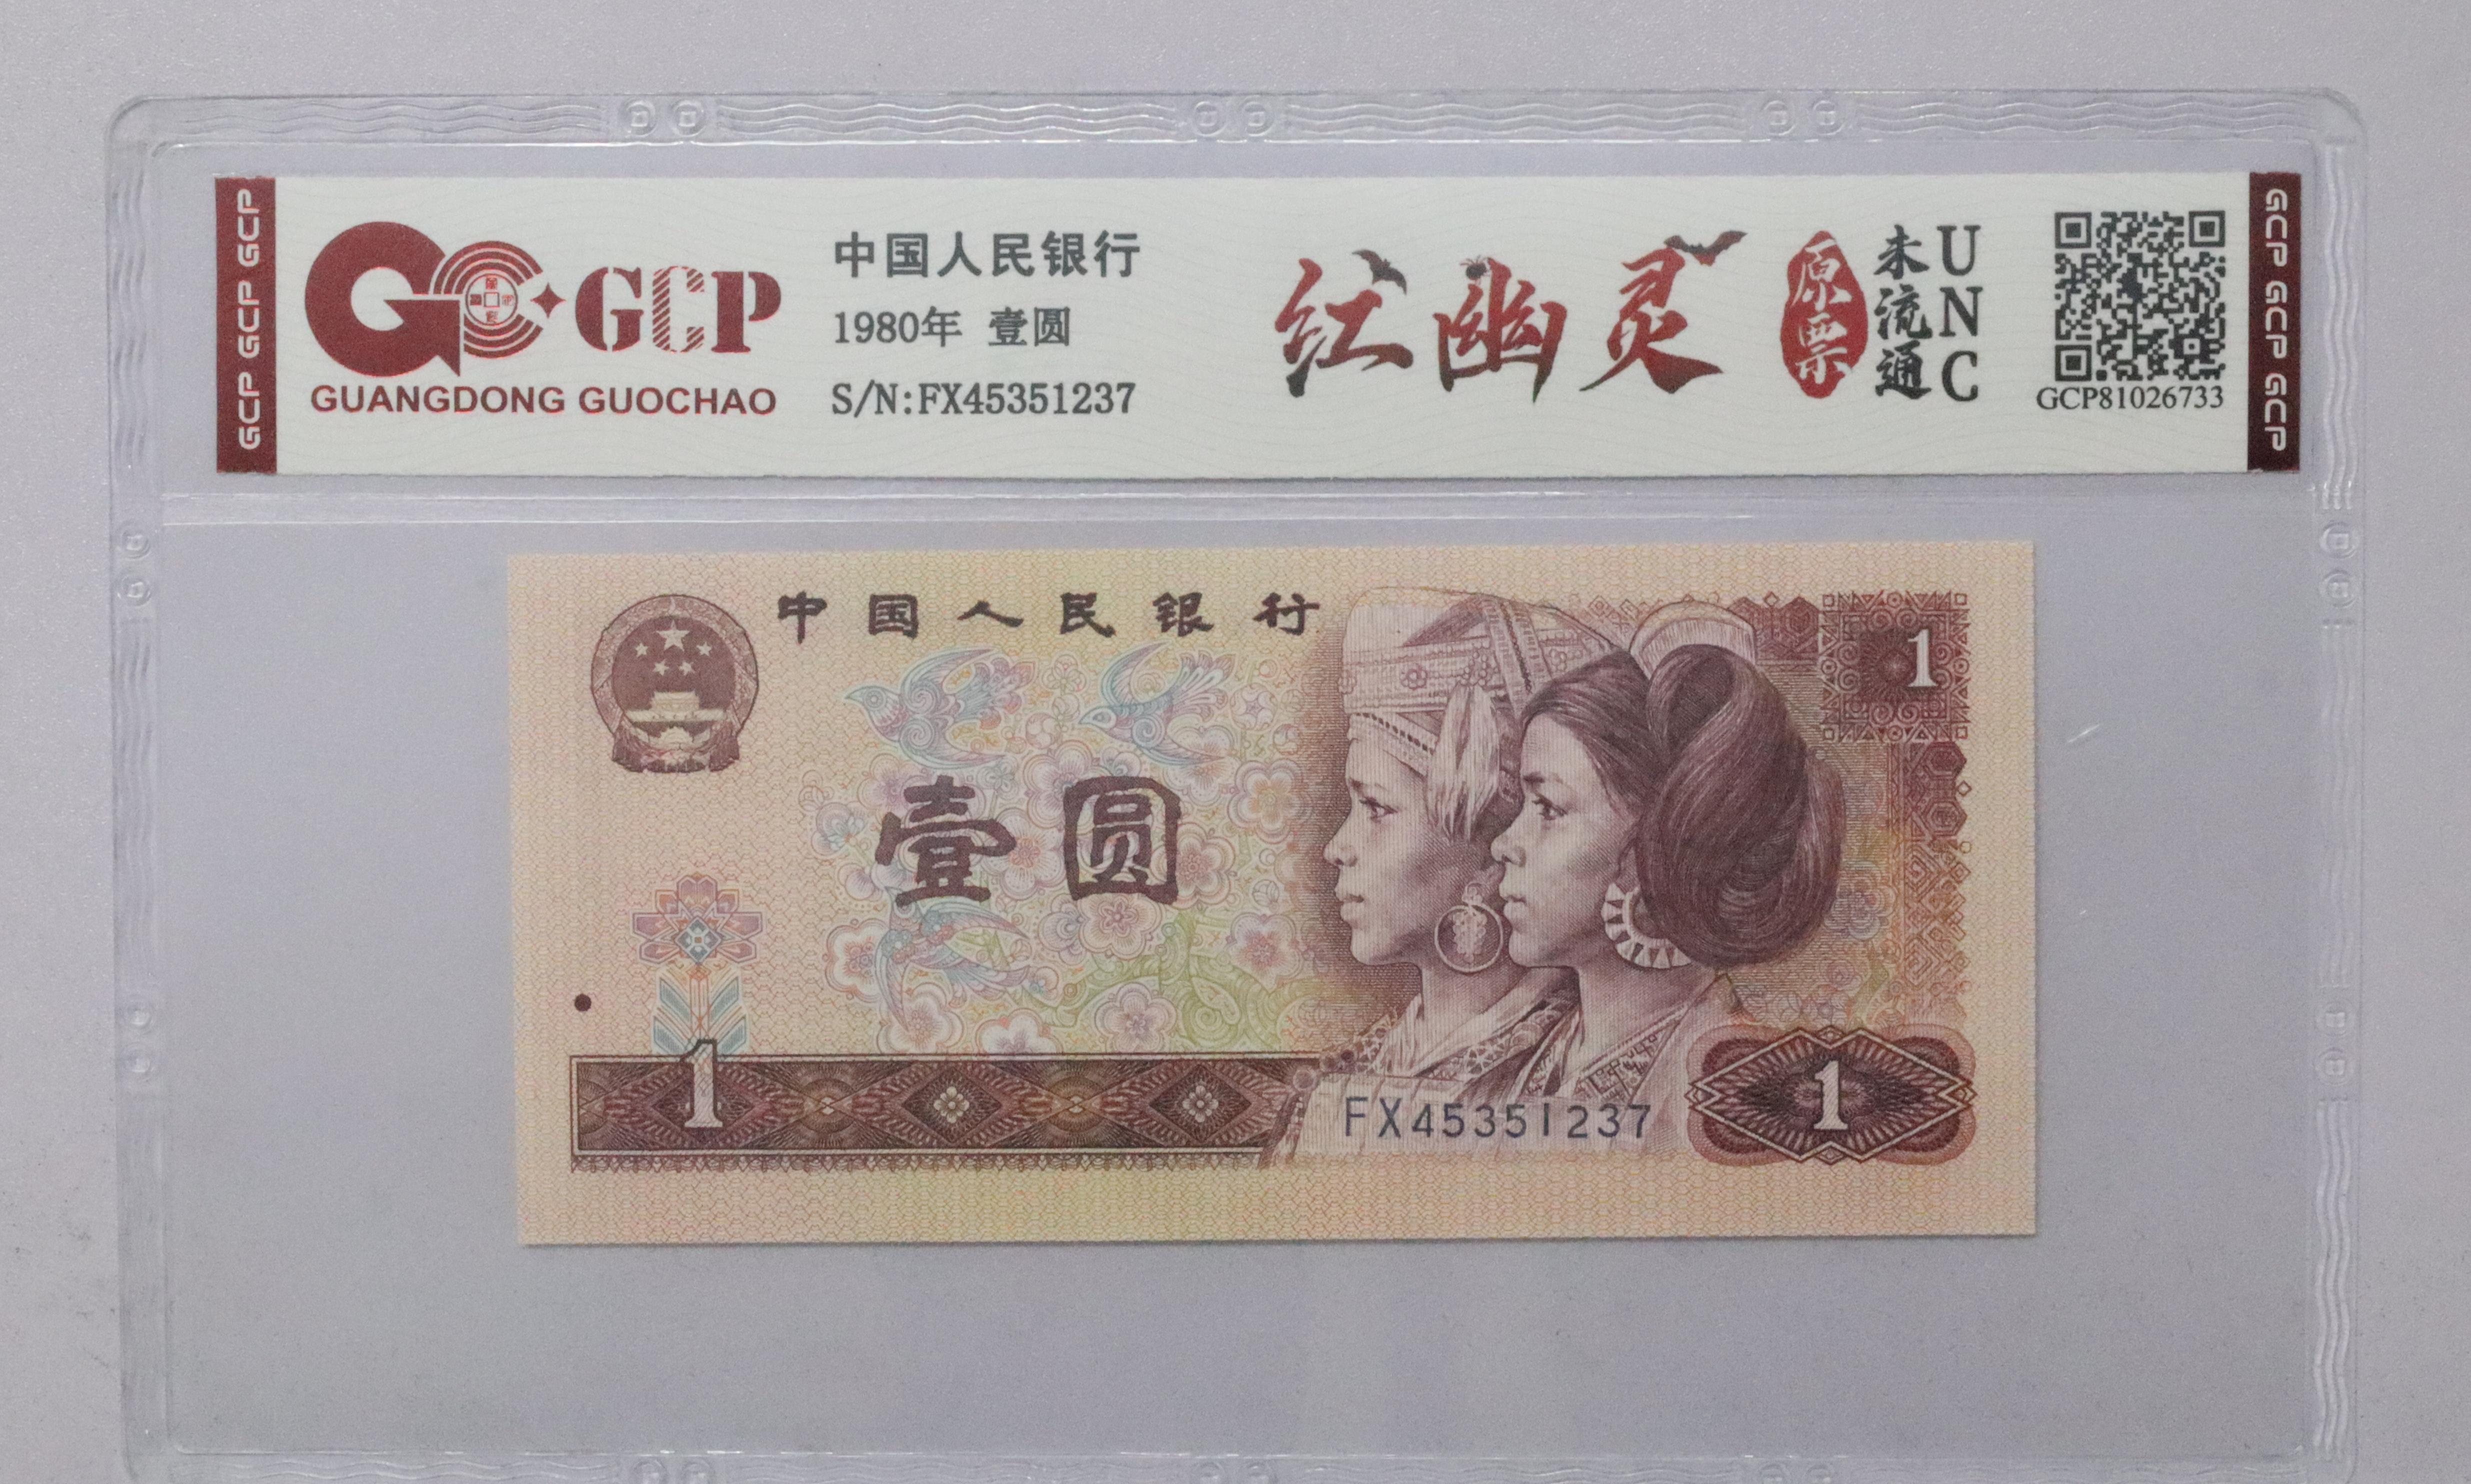 GCP GCP GCP
GCP
GUANGDONG GUOCHAO
中国人民银行
1980年 壹圆
S/N:FX45351237
红幽灵
原票
未流通
UNC
GCP81026733
GCP GCP GCP GCP
中国人民银行
1
壹圆
1
FX45351237
1